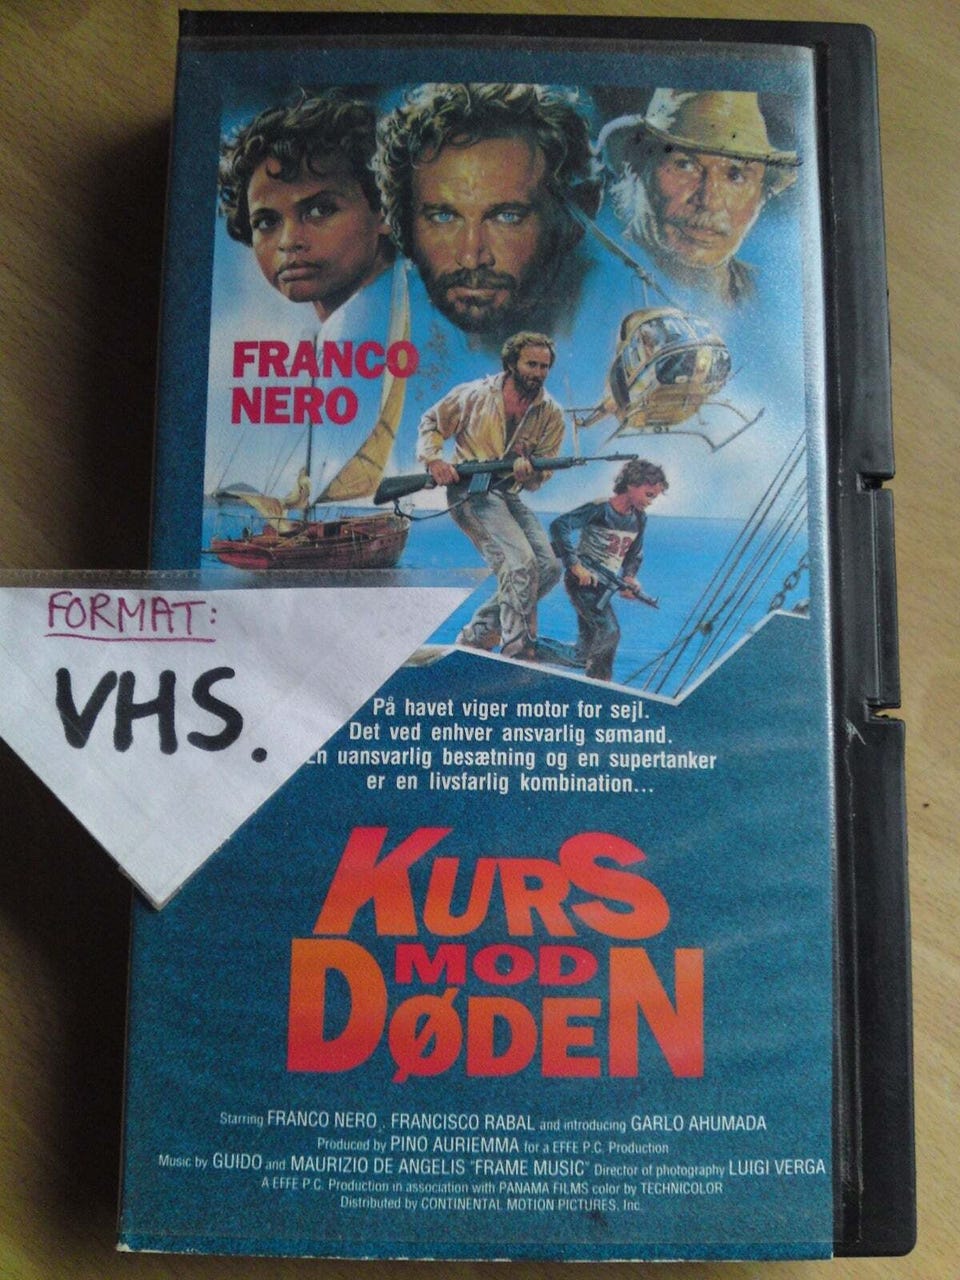 FRANCO
NERO
FORMAT:
VHS.
På havet viger motor for sejl.
Det ved enhver ansvarlig sømand.
uansvarlig besætning og en supertanker
er en livsfarlig kombination...
KURS
MOD
DØDEN
Starring FRANCO NERO, FRANCISCO RABAL and introducing GARLO AHUMADA
Produced by PINO AURIEMMA for a EFFE P.C. Production
Music by GUIDO and MAURIZIO DE ANGELIS "FRAME MUSIC" Director of photography LUIGI VERGA
A EFFE P.C. Production in association with PANAMA FILMS color by TECHNICOLOR
Distributed by CONTINENTAL MOTION PICTURES, Inc.